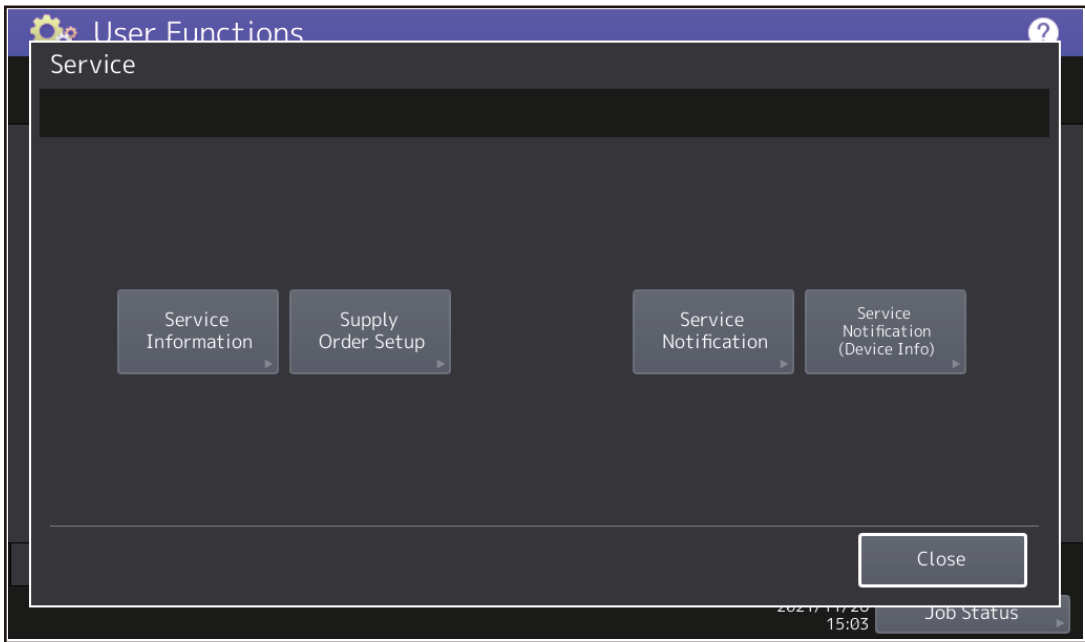 User Functions
?
Service
Service
Information
Supply
Order Setup
Service
Notification
Service
Notification
(Device Info)
Close
15:03
Job Status